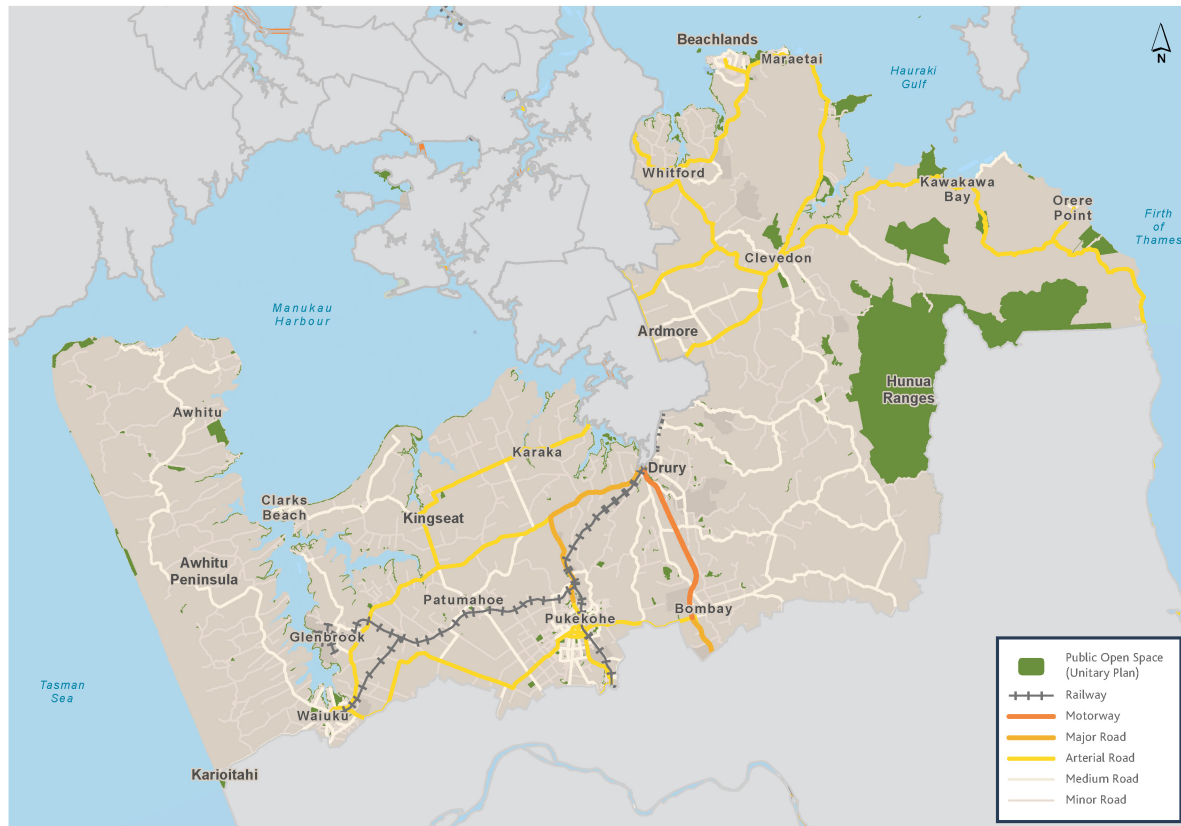 Beachlands
Maraetai
N
Hauraki
Gulf
Whitford
Kawakawa
Bay
Orere
Point
Firth
of
Thames
Clevedon
Manukau
Harbour
Ardmore
Hunua
Ranges
Awhitu
Karaka
Drury
Clarks
Beach
Kingseat
Awhitu
Peninsula
Patumahoe
Bombay
Pukekohe
Glenbrook
Tasman
Sea
Waiuku
Karioitahi
Public Open Space
(Unitary Plan)
Railway
Motorway
Major Road
Arterial Road
Medium Road
Minor Road